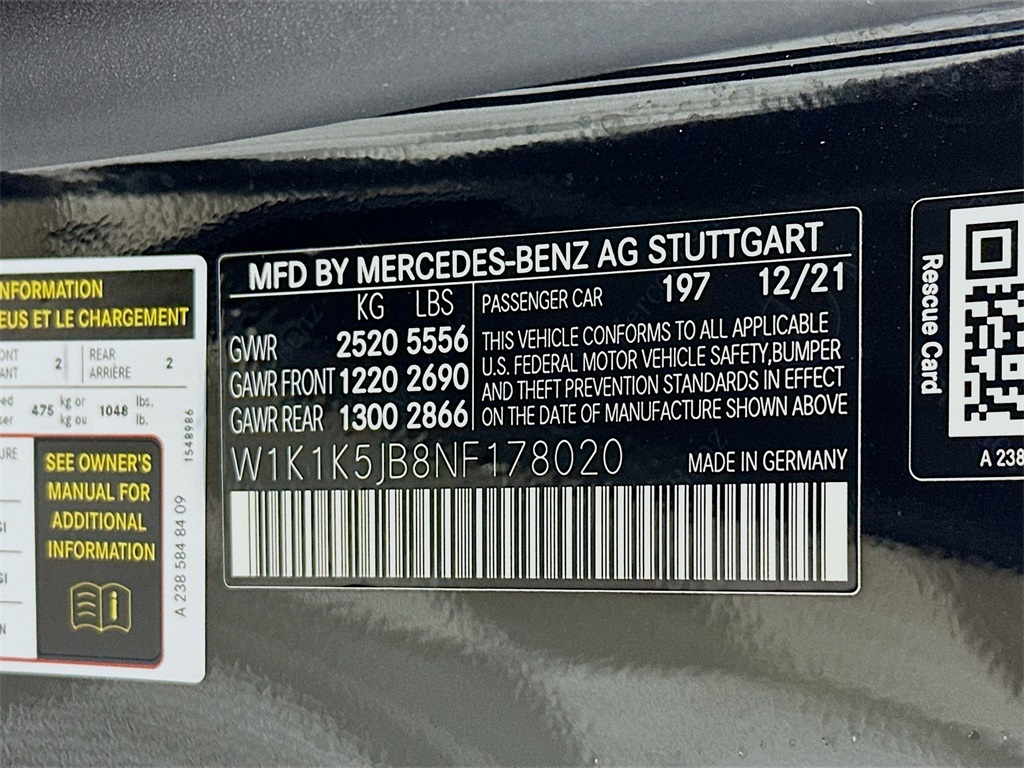 NFORMATION
EUS ET LE CHARGEMENT
2
REAR
ARRIÈRE
2
475
kg or
kg ou
1048
lbs.
lb.
1548986
SEE OWNER'S
MANUAL FOR
ADDITIONAL
INFORMATION
i
A 238 584 84 09
MFD BY MERCEDES-BENZ AG STUTTGART
KG LBS
GVWR 2520 5556
GAWR FRONT 1220 2690
GAWR REAR 1300 2866
PASSENGER CAR 197 12/21
THIS VEHICLE CONFORMS TO ALL APPLICABLE
U.S. FEDERAL MOTOR VEHICLE SAFETY,BUMPER
AND THEFT PREVENTION STANDARDS IN EFFECT
ON THE DATE OF MANUFACTURE SHOWN ABOVE
W1K1K5JB8NF178020
MADE IN GERMANY
Rescue Card
A 238